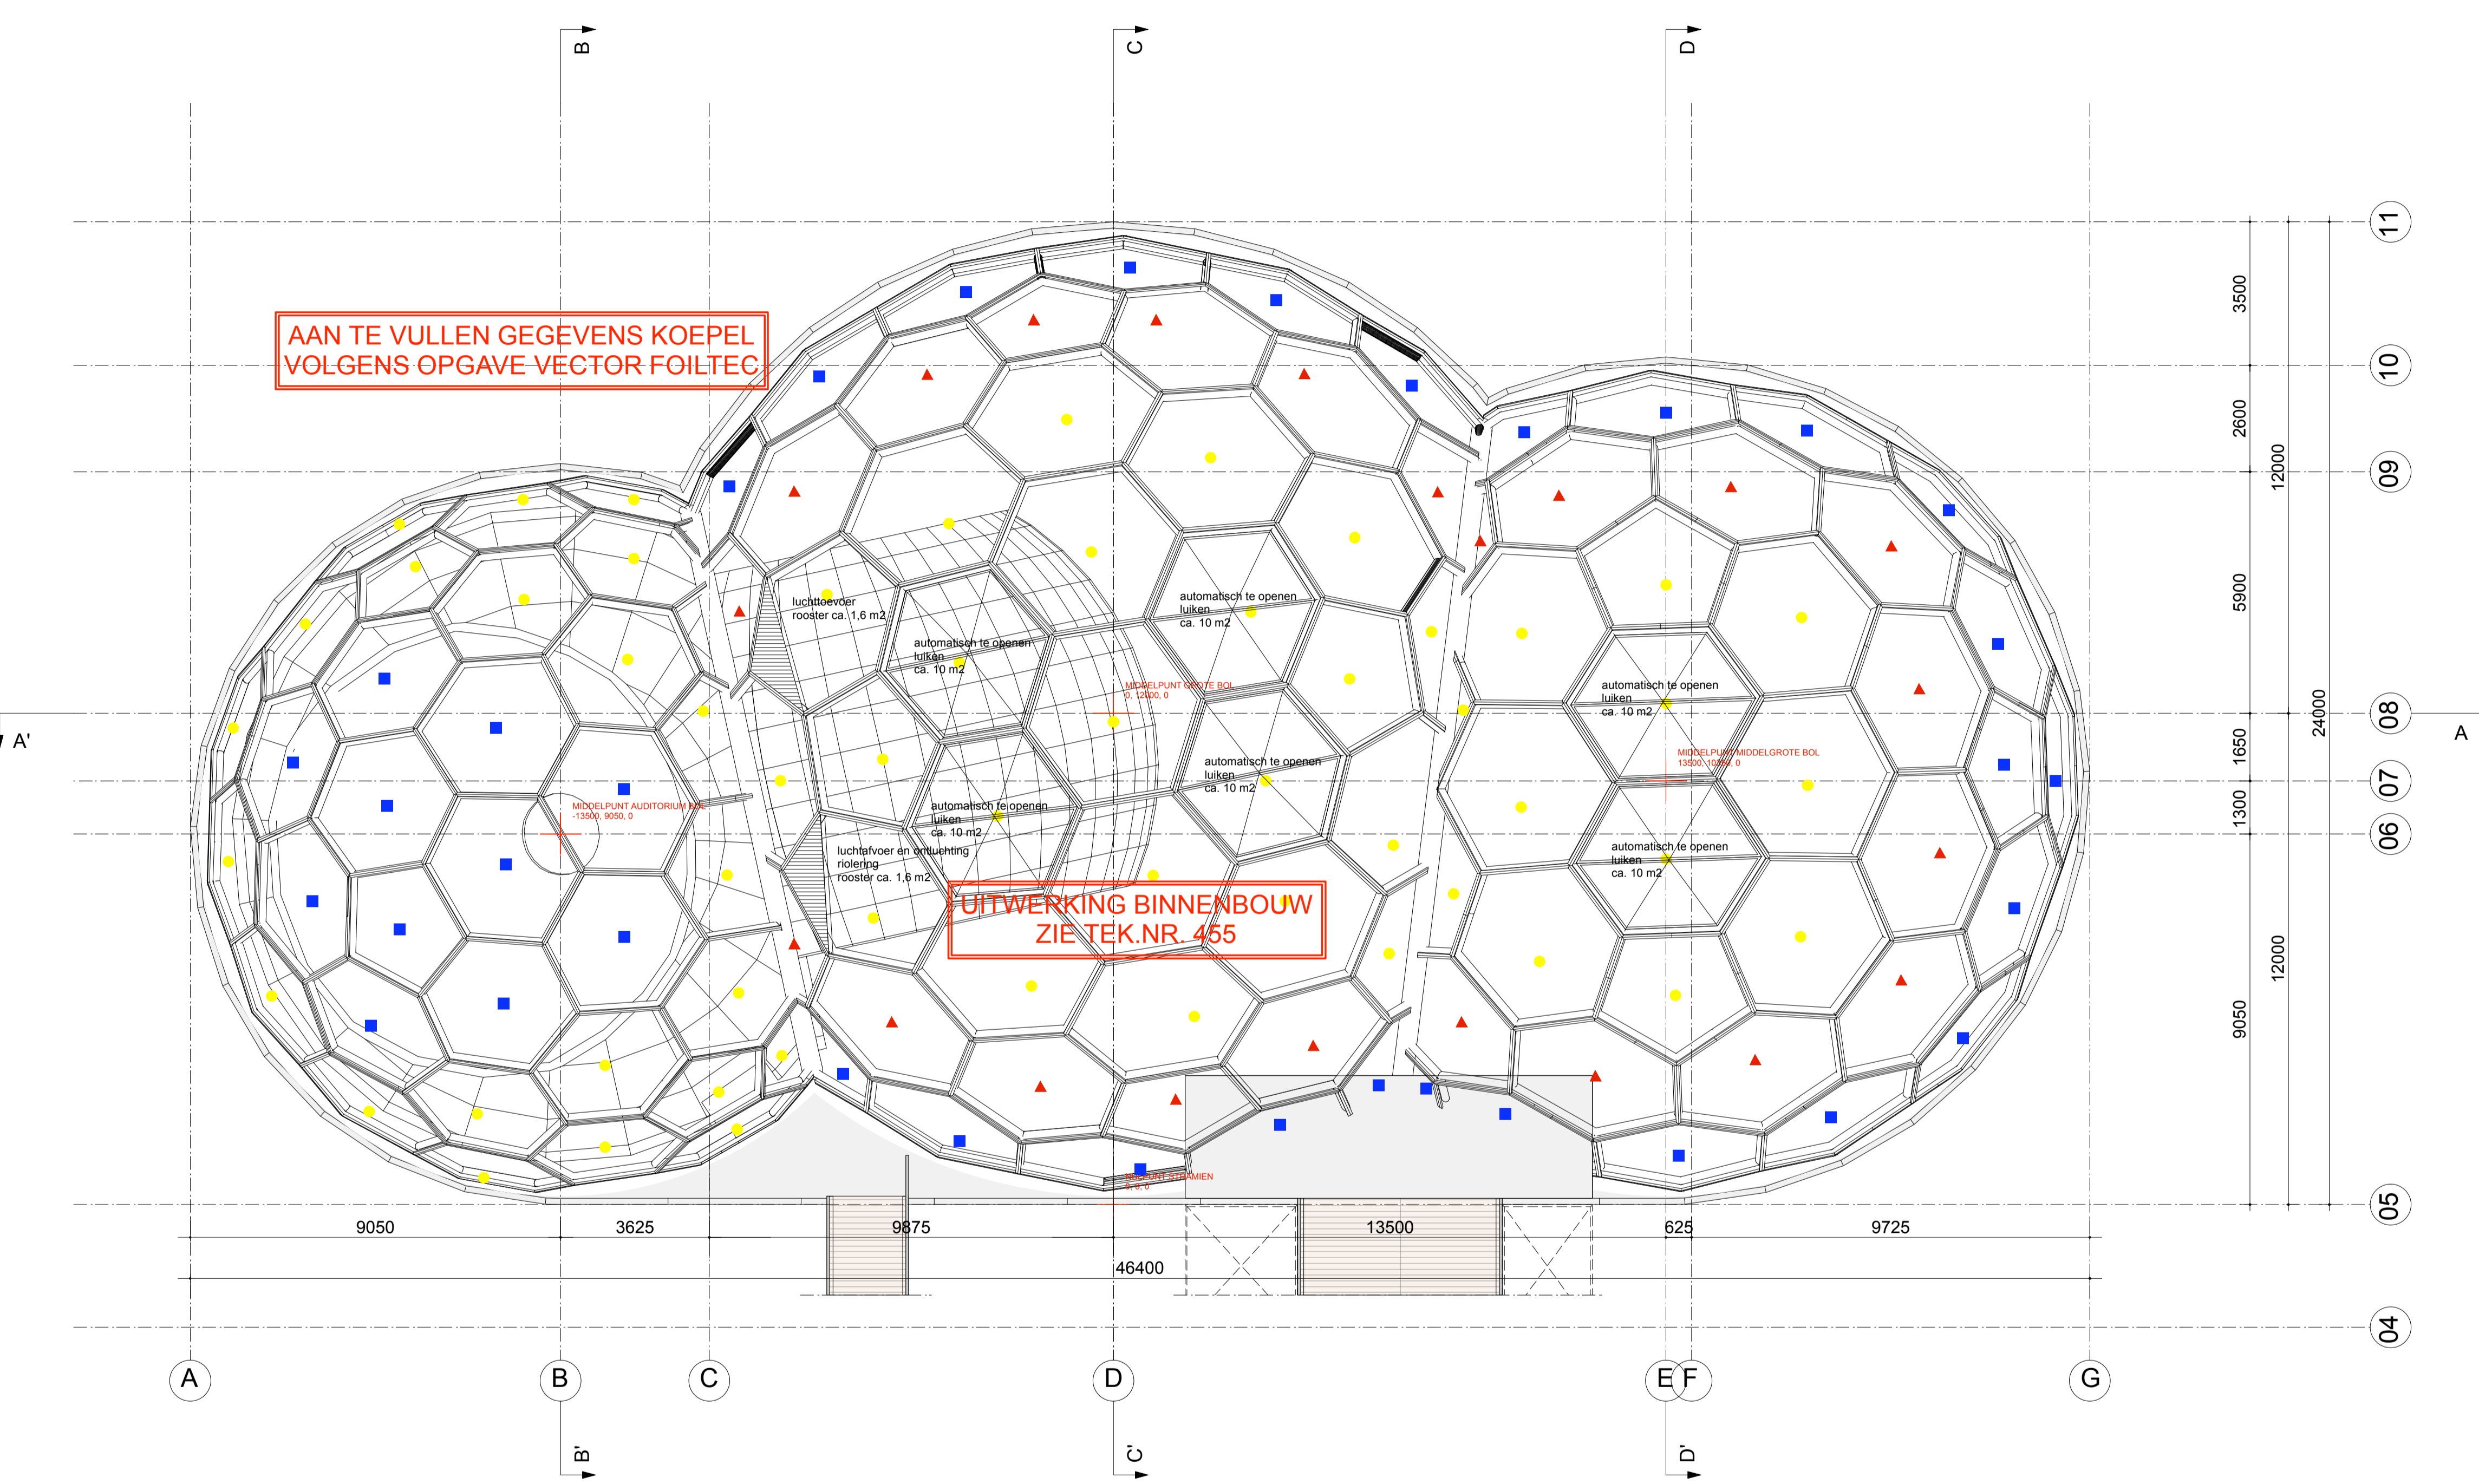 B
C
D
11
AAN TE VULLEN GEGEVENS KOEPEL
VOLGENS OPGAVE VECTOR FOILTEC
3500
10
2600
09
12000
luchttoevoer
rooster ca. 1,6 m2
automatisch te openen
luiken
ca. 10 m2
automatisch te openen
luiken
ca. 10 m2
5900
MIDDELPUNT GROTE BOL
0, 12000, 0
automatisch te openen
luiken
ca. 10 m2
24000
A'
08
A
1650
MIDDELPUNT MIDDELGROTE BOL
13500, 10350, 0
automatisch te openen
luiken
ca. 10 m2
07
MIDDELPUNT AUDITORIUM BOL
-13500, 9050, 0
automatisch te openen
luiken
ca. 10 m2
1300
06
luchtafvoer en ontluchting
riolering
rooster ca. 1,6 m2
automatisch te openen
luiken
ca. 10 m2
UITWERKING BINNENBOUW
ZIE TEK.NR. 455
12000
9050
NULPUNT STRAMIEN
0, 0, 0
05
9050
3625
9875
13500
625
9725
46400
04
A
B
C
D
E
F
G
B'
C'
D'